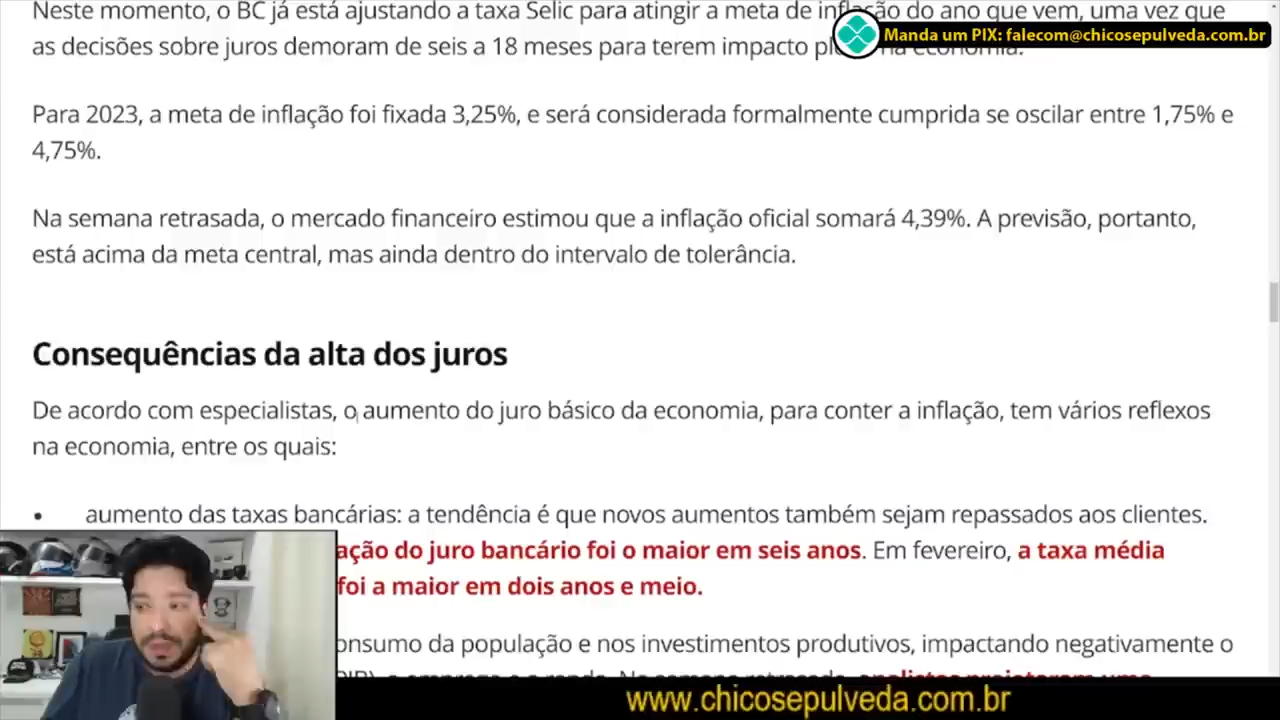 Neste momento, o BC já está ajustando a taxa Selic para atingir a meta de inflação do ano que vem, uma vez que
as decisões sobre juros demoram de seis a 18 meses para terem impacto na economia.
Manda um PIX: falecom@chicosepulveda.com.br
Para 2023, a meta de inflação foi fixada 3,25%, e será considerada formalmente cumprida se oscilar entre 1,75% e
4,75%.
Na semana retrasada, o mercado financeiro estimou que a inflação oficial somará 4,39%. A previsão, portanto,
está acima da meta central, mas ainda dentro do intervalo de tolerância.
Consequências da alta dos juros
De acordo com especialistas, o aumento do juro básico da economia, para conter a inflação, tem vários reflexos
na economia, entre os quais:
• aumento das taxas bancárias: a tendência é que novos aumentos também sejam repassados aos clientes.
ação do juro bancário foi o maior em seis anos. Em fevereiro, a taxa média
foi a maior em dois anos e meio.
onsumo da população e nos investimentos produtivos, impactando negativamente o
www.chicosepulveda.com.br